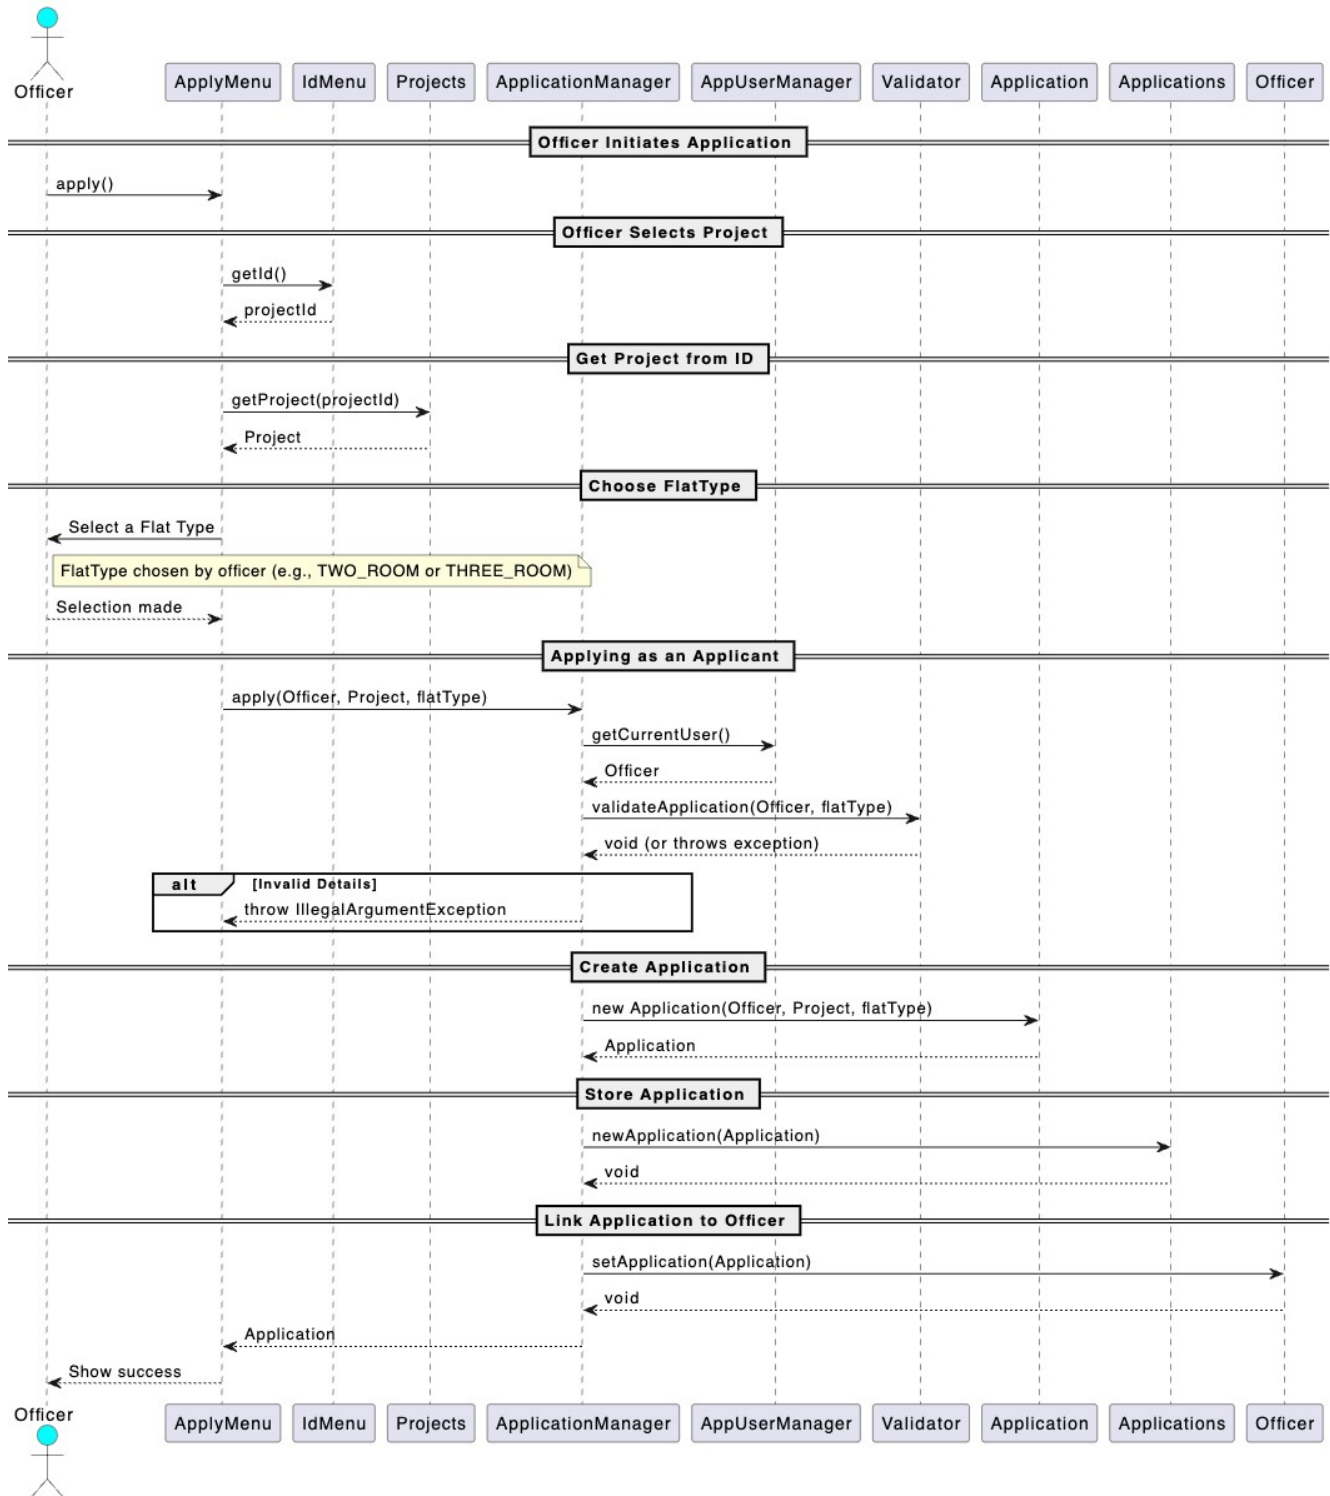 Officer
ApplyMenu IdMenu Projects ApplicationManager AppUserManager Validator Application Applications Officer
Officer Initiates Application
apply()
Officer Selects Project
getId()
projectId
Get Project from ID
getProject(projectId)
Project
Choose FlatType
Select a Flat Type
FlatType chosen by officer (e.g., TWO_ROOM or THREE_ROOM)
Selection made
Applying as an Applicant
apply(Officer, Project, flatType)
getCurrentUser()
Officer
validateApplication(Officer, flatType)
void (or throws exception)
alt [Invalid Details]
throw IllegalArgumentException
Create Application
new Application(Officer, Project, flatType)
Application
Store Application
newApplication(Application)
void
Link Application to Officer
setApplication(Application)
void
Application
Show success
Officer
ApplyMenu IdMenu Projects ApplicationManager AppUserManager Validator Application Applications Officer